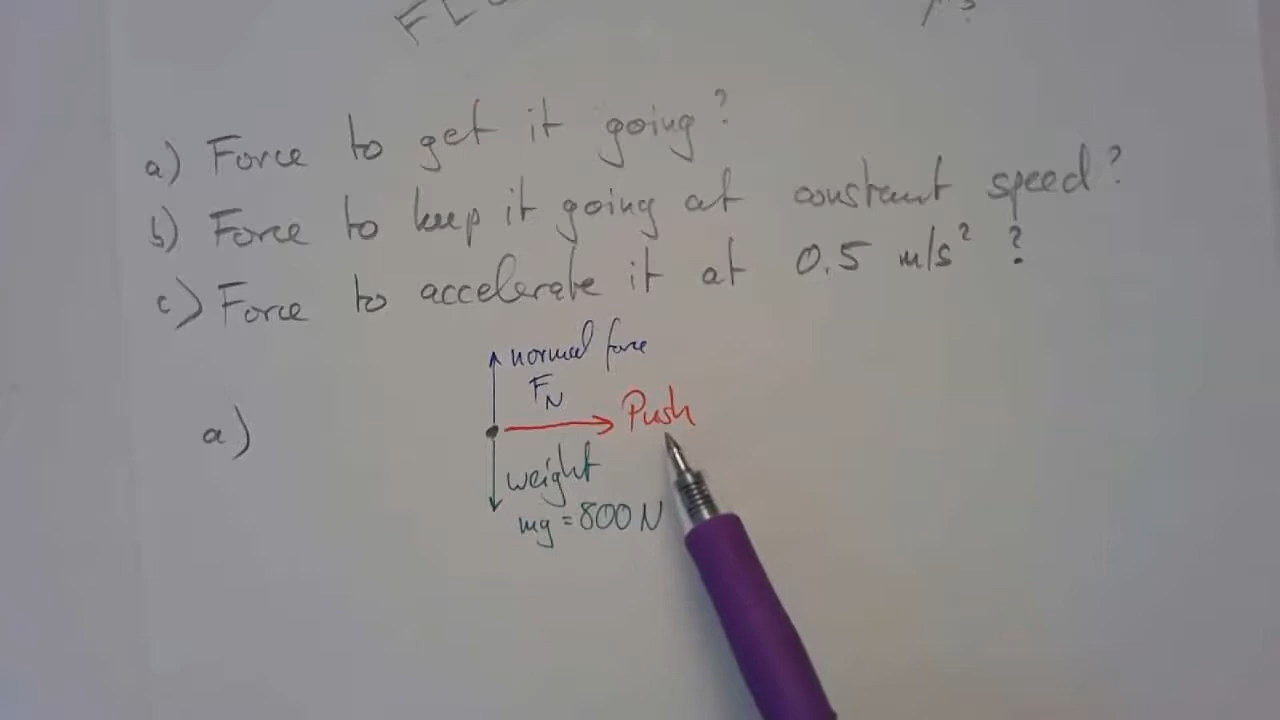 a) Force to get it going?
b) Force to keep it going at constant speed?
c) Force to accelerate it at 0.5 m/s² ?
normal force
F_N
a)
Push
weight
mg = 800 N